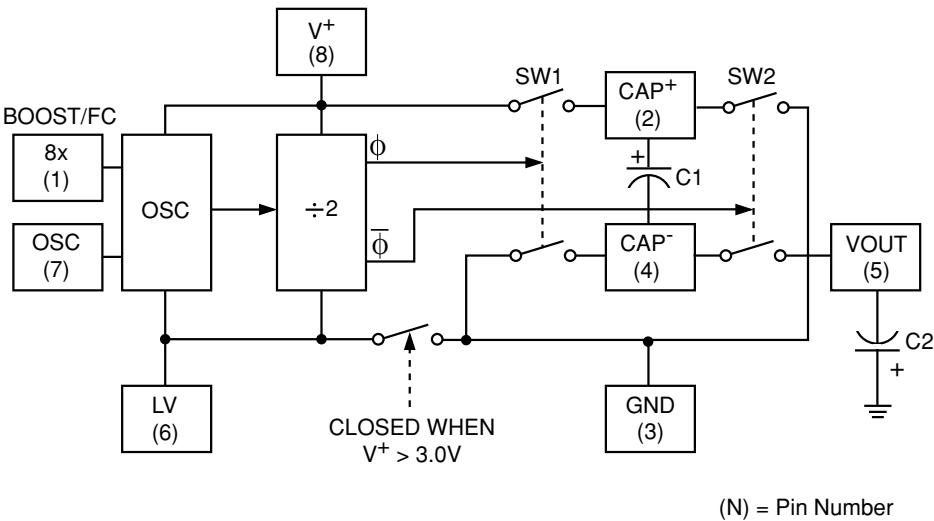 V+
(8)
BOOST/FC
8x
(1)
OSC
(7)
OSC
÷2
ϕ
ϕ̅
SW1
CAP+
(2)
SW2
+
C1
CAP-
(4)
VOUT
(5)
C2
+
LV
(6)
CLOSED WHEN
V+ > 3.0V
GND
(3)
(N) = Pin Number